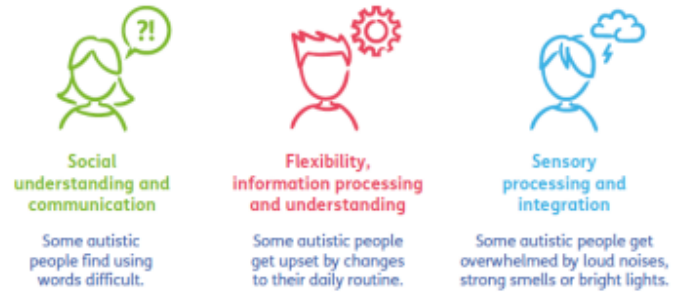 ?!
Social
understanding and
communication
Some autistic
people find using
words difficult.
Flexibility,
information processing
and understanding
Some autistic people
get upset by changes
to their daily routine.
Sensory
processing and
integration
Some autistic people get
overwhelmed by loud noises,
strong smells or bright lights.